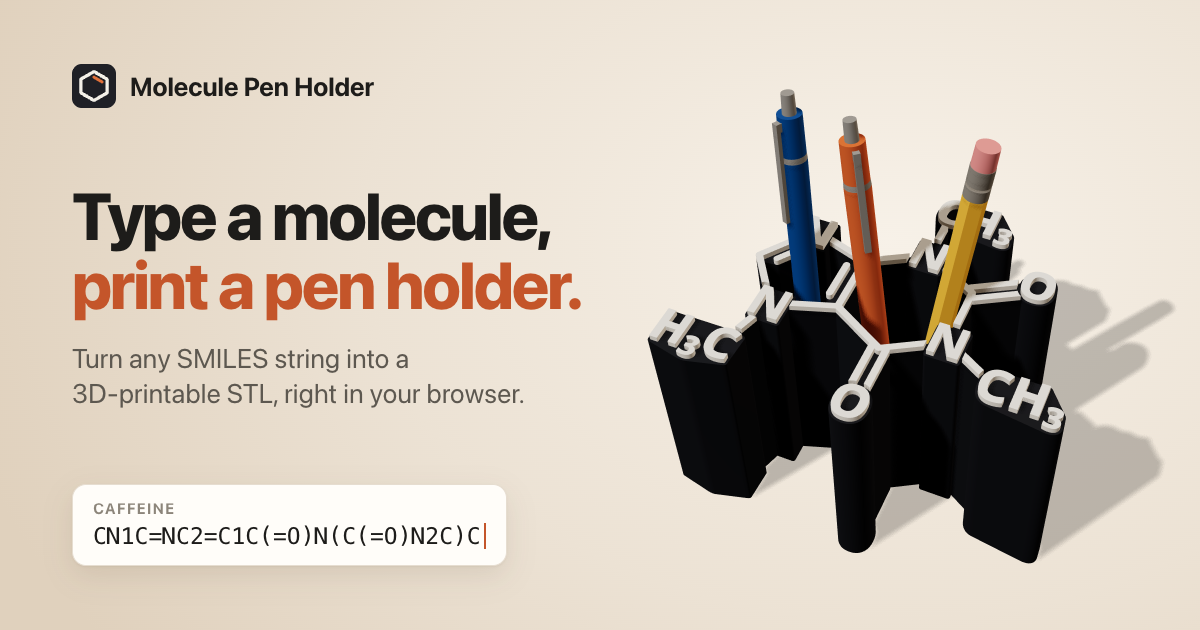 Molecule Pen Holder
Type a molecule,
print a pen holder.
Turn any SMILES string into a
3D-printable STL, right in your browser.
CAFFEINE
CN1C=NC2=C1C(=O)N(C(=O)N2C)C
N
CH₃
N
O
N
H₃C
N
CH₃
O